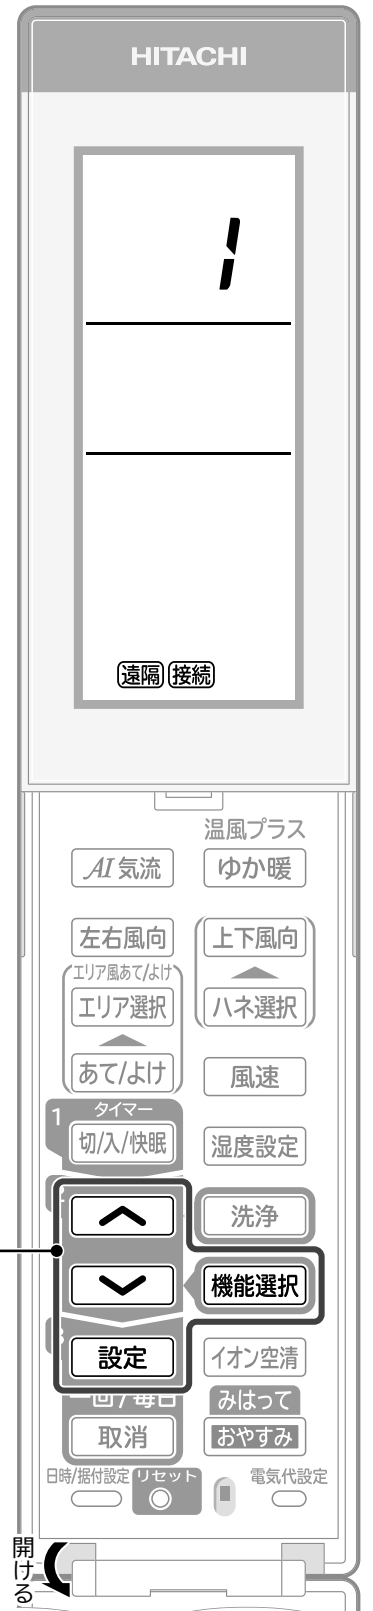 HITACHI
1
遠隔 接続
温風プラス
AI 気流 ゆか暖
左右風向 上下風向
エリア風あて/よけ
エリア選択 ハネ選択
あて/よけ 風速
1 タイマー
切/入/快眠 湿度設定
洗浄
機能選択
設定 イオン空清
一回/毎日 みはって
取消 おやすみ
日時/据付設定 リセット 電気代設定
開ける